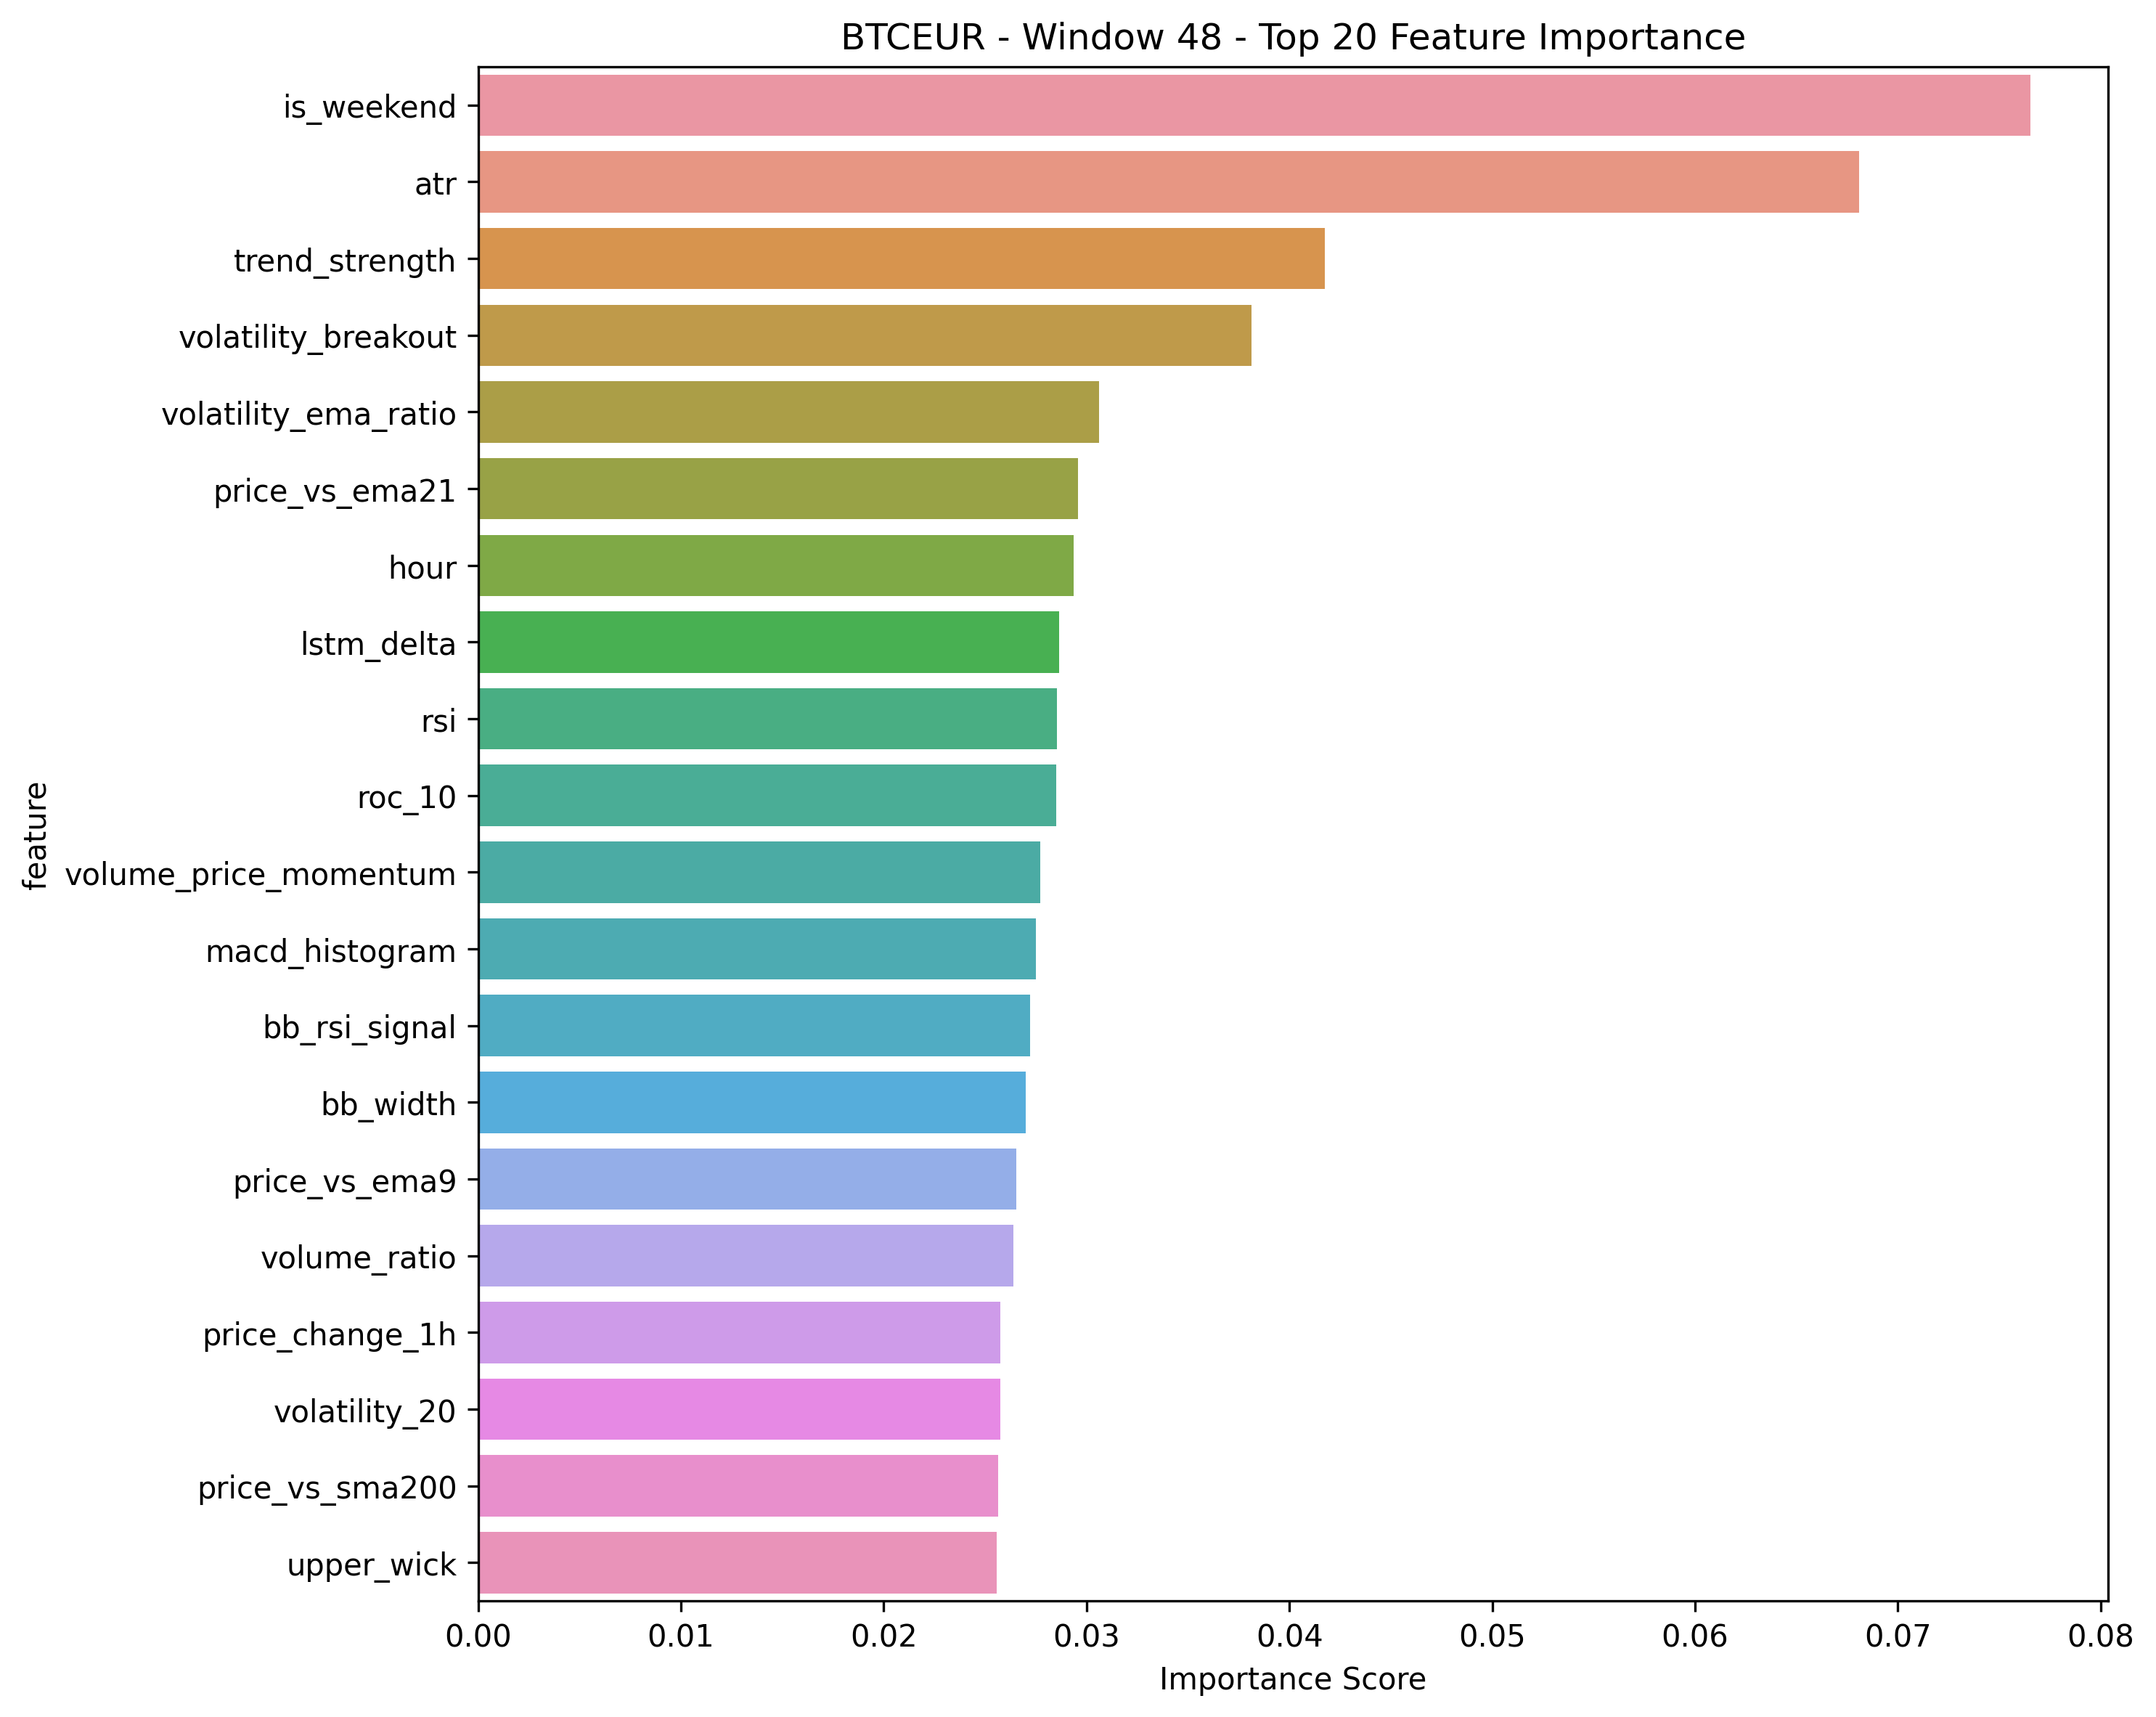 BTCEUR - Window 48 - Top 20 Feature Importance
is_weekend
atr
trend_strength
volatility_breakout
volatility_ema_ratio
price_vs_ema21
hour
lstm_delta
rsi
roc_10
volume_price_momentum
macd_histogram
bb_rsi_signal
bb_width
price_vs_ema9
volume_ratio
price_change_1h
volatility_20
price_vs_sma200
upper_wick
feature
0.00 0.01 0.02 0.03 0.04 0.05 0.06 0.07 0.08
Importance Score